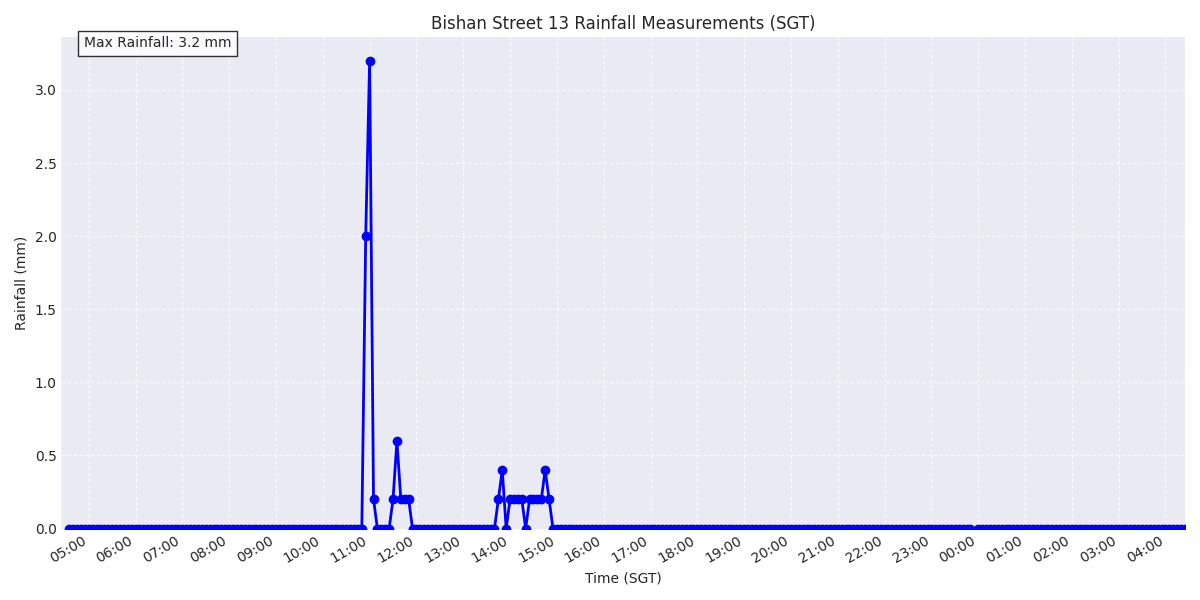 Bishan Street 13 Rainfall Measurements (SGT)
Max Rainfall: 3.2 mm
3.0
2.5
2.0
1.5
1.0
0.5
0.0
Rainfall (mm)
05:00 06:00 07:00 08:00 09:00 10:00 11:00 12:00 13:00 14:00 15:00 16:00 17:00 18:00 19:00 20:00 21:00 22:00 23:00 00:00 01:00 02:00 03:00 04:00
Time (SGT)